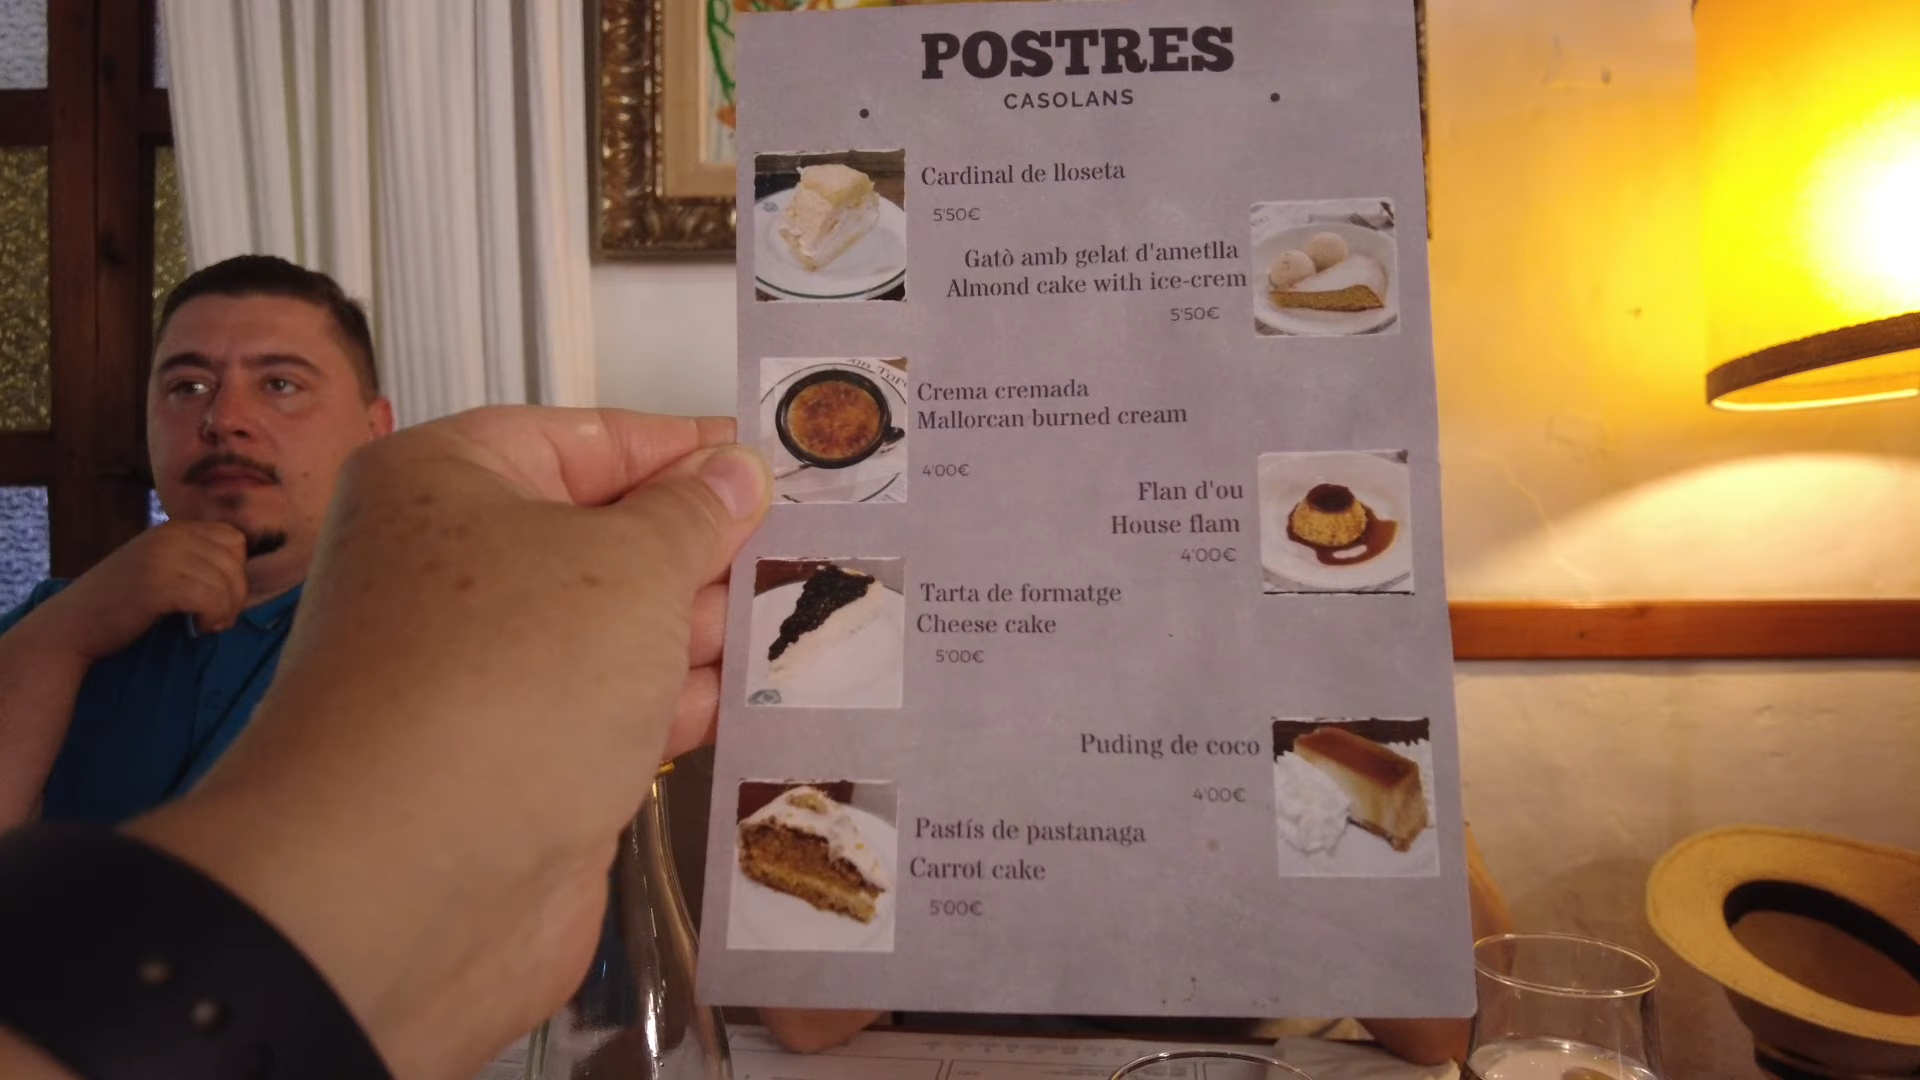 POSTRES
CASOLANS
Cardinal de lloseta
5'50€
Gatò amb gelat d'ametlla
Almond cake with ice-crem
5'50€
Crema cremada
Mallorcan burned cream
4'00€
Flan d'ou
House flam
4'00€
Tarta de formatge
Cheese cake
5'00€
Puding de coco
4'00€
Pastís de pastanaga
Carrot cake
5'00€